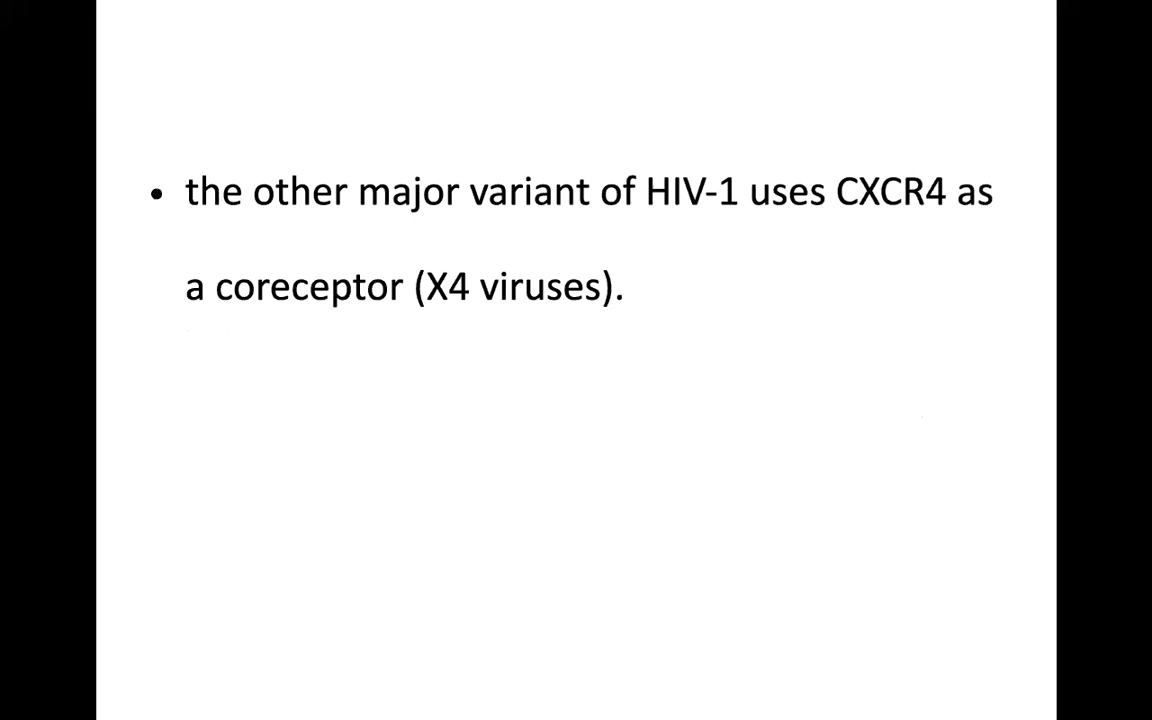 • the other major variant of HIV-1 uses CXCR4 as
a coreceptor (X4 viruses).